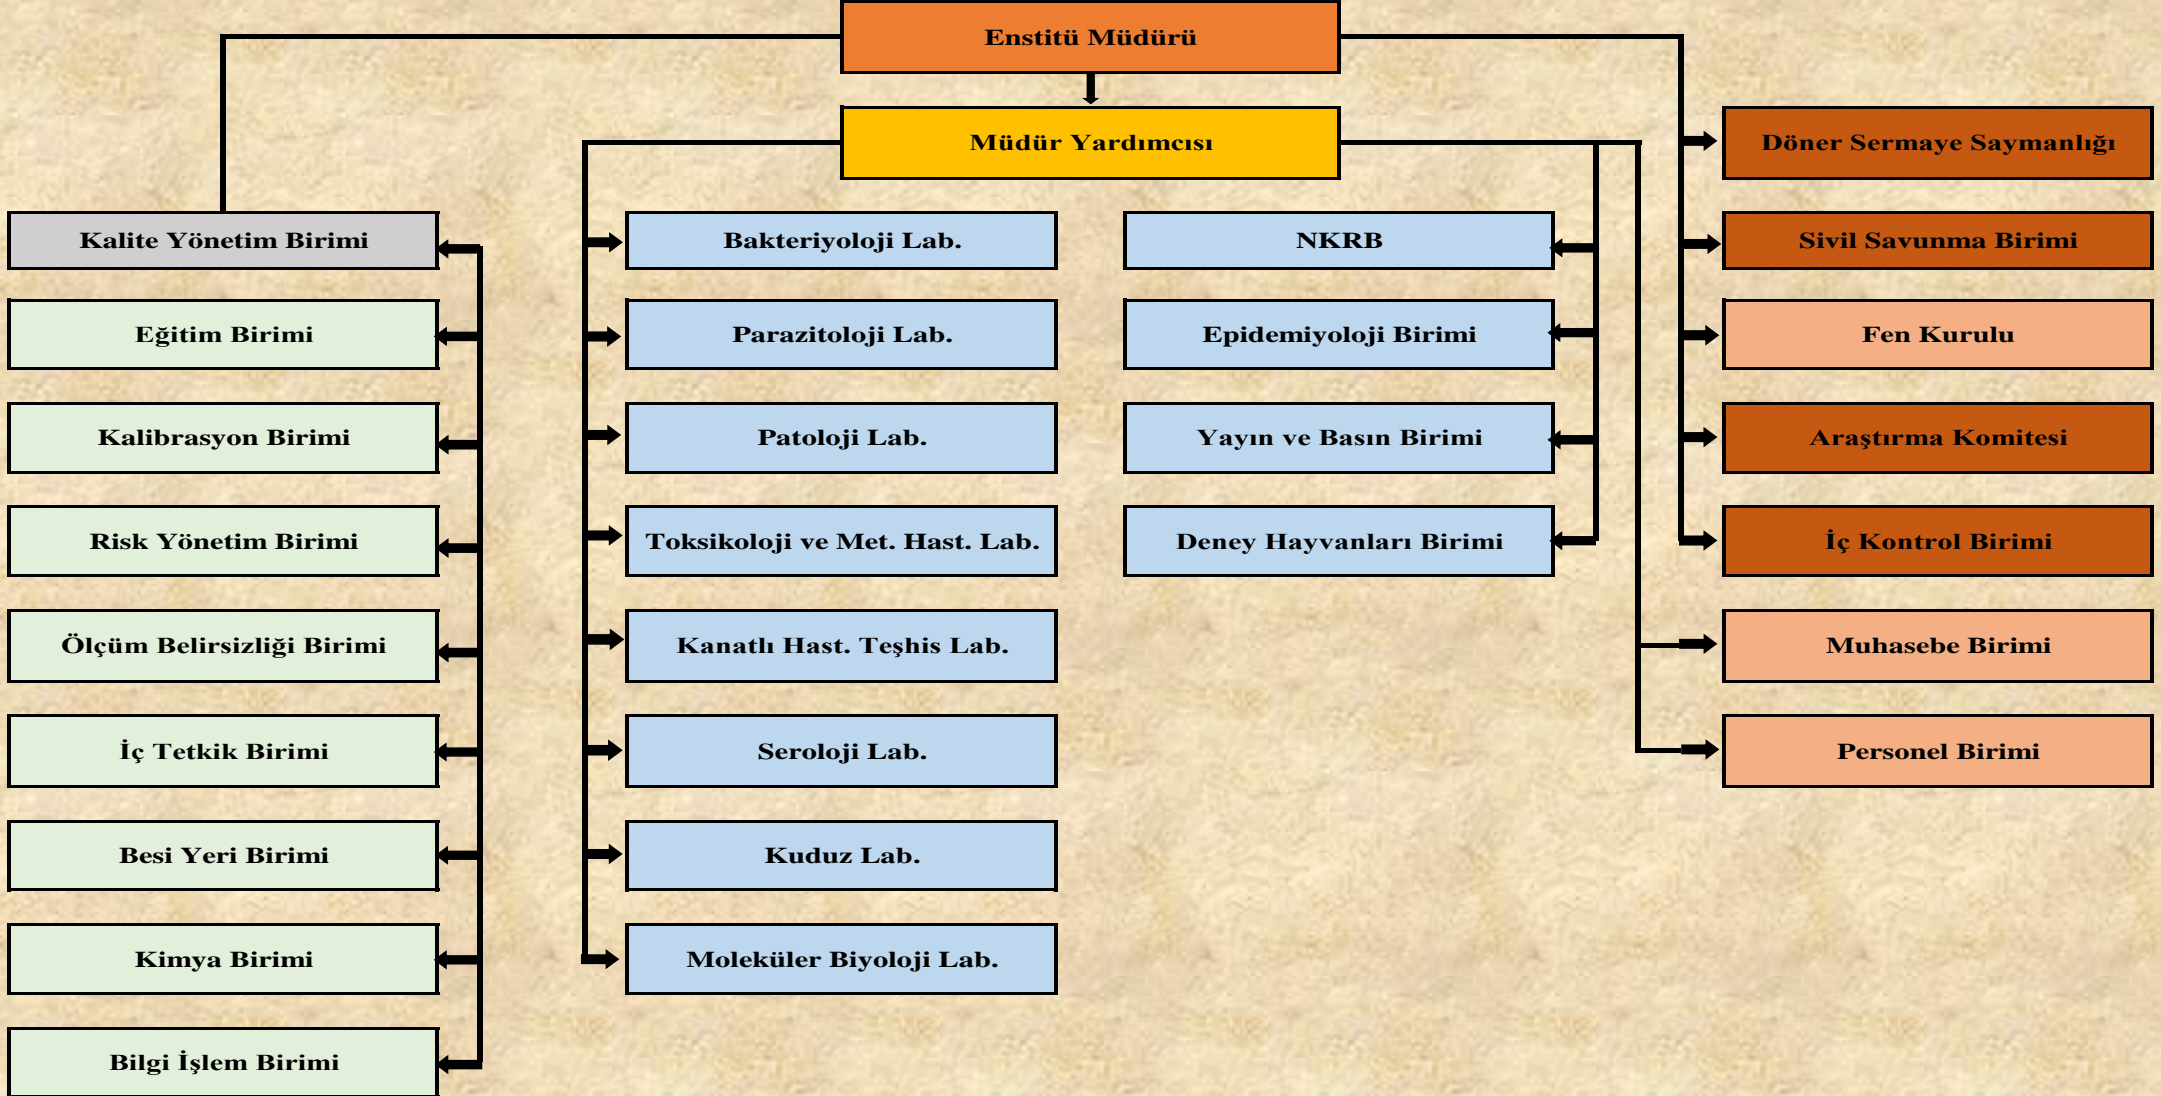 Enstitü Müdürü
Müdür Yardımcısı
Döner Sermaye Saymanlığı
Kalite Yönetim Birimi
Bakteriyoloji Lab.
NKRB
Sivil Savunma Birimi
Eğitim Birimi
Parazitoloji Lab.
Epidemiyoloji Birimi
Fen Kurulu
Kalibrasyon Birimi
Patoloji Lab.
Yayın ve Basın Birimi
Araştırma Komitesi
Risk Yönetim Birimi
Toksikoloji ve Met. Hast. Lab.
Deney Hayvanları Birimi
İç Kontrol Birimi
Ölçüm Belirsizliği Birimi
Kanatlı Hast. Teşhis Lab.
Muhasebe Birimi
İç Tetkik Birimi
Seroloji Lab.
Personel Birimi
Besi Yeri Birimi
Kuduz Lab.
Kimya Birimi
Moleküler Biyoloji Lab.
Bilgi İşlem Birimi